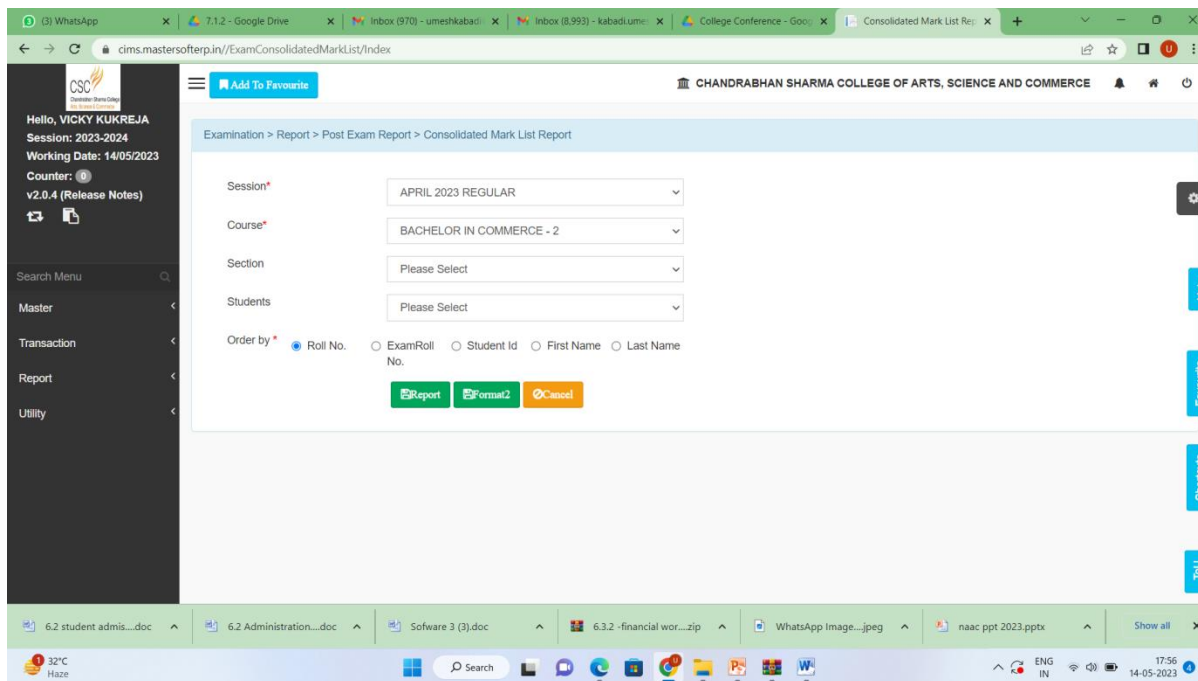 (3) WhatsApp
7.1.2 - Google Drive
Inbox (970) - umeshkabadi
Inbox (8,993) - kabadi.umes
College Conference - Goog
Consolidated Mark List Rep
cims.mastersofterp.in//ExamConsolidatedMarkList/Index
CSC
Hello, VICKY KUKREJA
Session: 2023-2024
Working Date: 14/05/2023
Counter: 0
v2.0.4 (Release Notes)
Search Menu
Master
Transaction
Report
Utility
Add To Favourite
CHANDRABHAN SHARMA COLLEGE OF ARTS, SCIENCE AND COMMERCE
Examination > Report > Post Exam Report > Consolidated Mark List Report
Session* APRIL 2023 REGULAR
Course* BACHELOR IN COMMERCE - 2
Section Please Select
Students Please Select
Order by * Roll No. ExamRoll No. Student Id First Name Last Name
Report Format2 Cancel
6.2 student admis....doc
6.2 Administration....doc
Sofware 3 (3).doc
6.3.2 -financial wor....zip
WhatsApp Image....jpeg
naac ppt 2023.pptx
Show all
32°C
Haze
Search
ENG
IN
17:56
14-05-2023
4